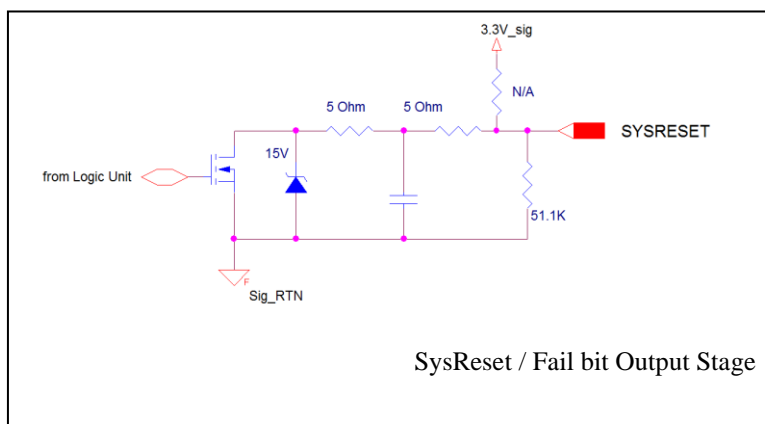 3.3V_sig
N/A
5 Ohm 5 Ohm
SYSRESET
15V
from Logic Unit
51.1K
F
Sig_RTN
SysReset / Fail bit Output Stage